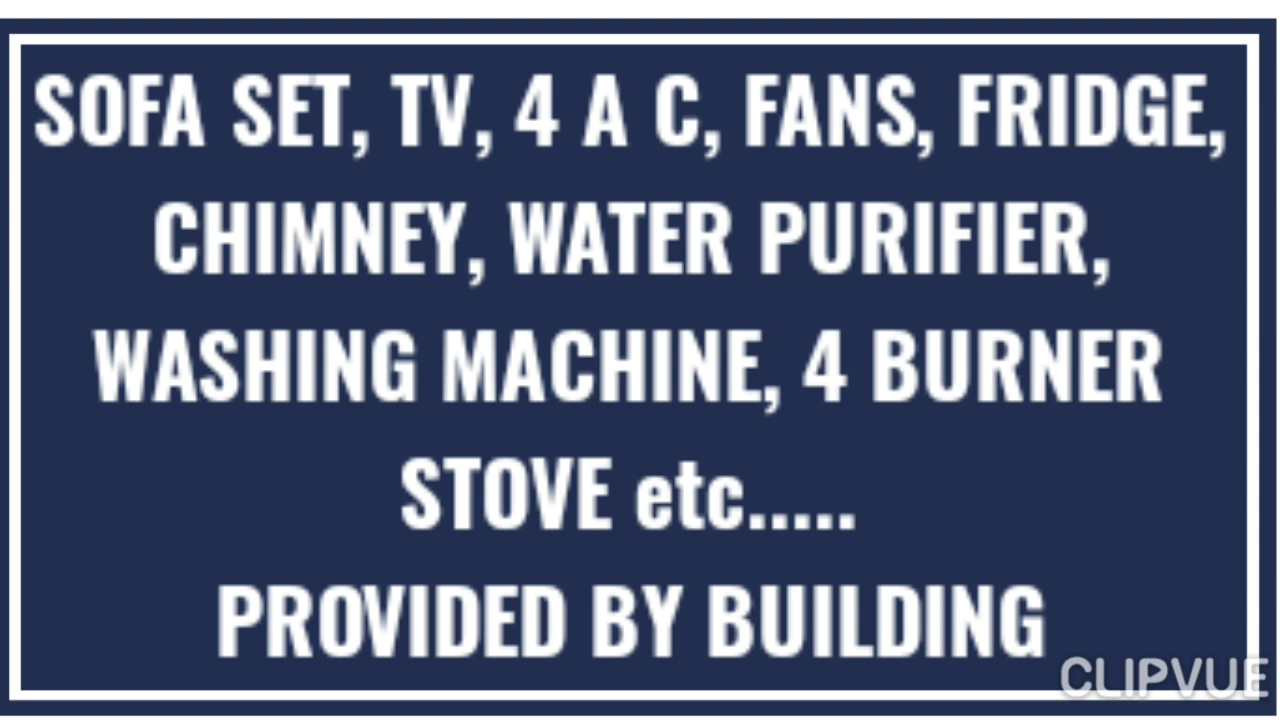 SOFA SET, TV, 4 A C, FANS, FRIDGE,
CHIMNEY, WATER PURIFIER,
WASHING MACHINE, 4 BURNER
STOVE etc.....
PROVIDED BY BUILDING
CLIPVUE